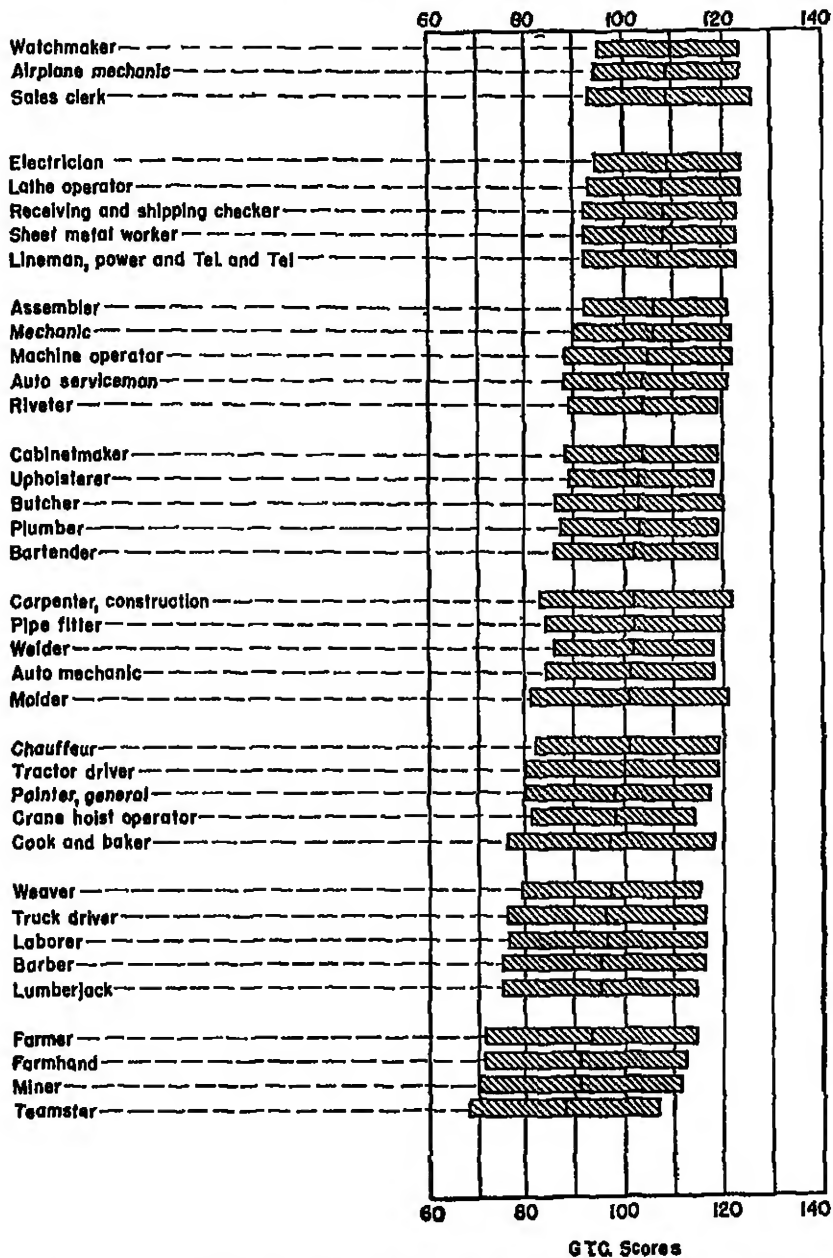 60 80 100 120 140
Watchmaker
Airplane mechanic
Sales clerk
Electrician
Lathe operator
Receiving and shipping checker
Sheet metal worker
Lineman, power and Tel. and Tel
Assembler
Mechanic
Machine operator
Auto serviceman
Riveter
Cabinetmaker
Upholsterer
Butcher
Plumber
Bartender
Carpenter, construction
Pipe fitter
Welder
Auto mechanic
Molder
Chauffeur
Tractor driver
Painter, general
Crane hoist operator
Cook and baker
Weaver
Truck driver
Laborer
Barber
Lumberjack
Farmer
Farmhand
Miner
Teamster
60 80 100 120 140
G.T.C. Scores